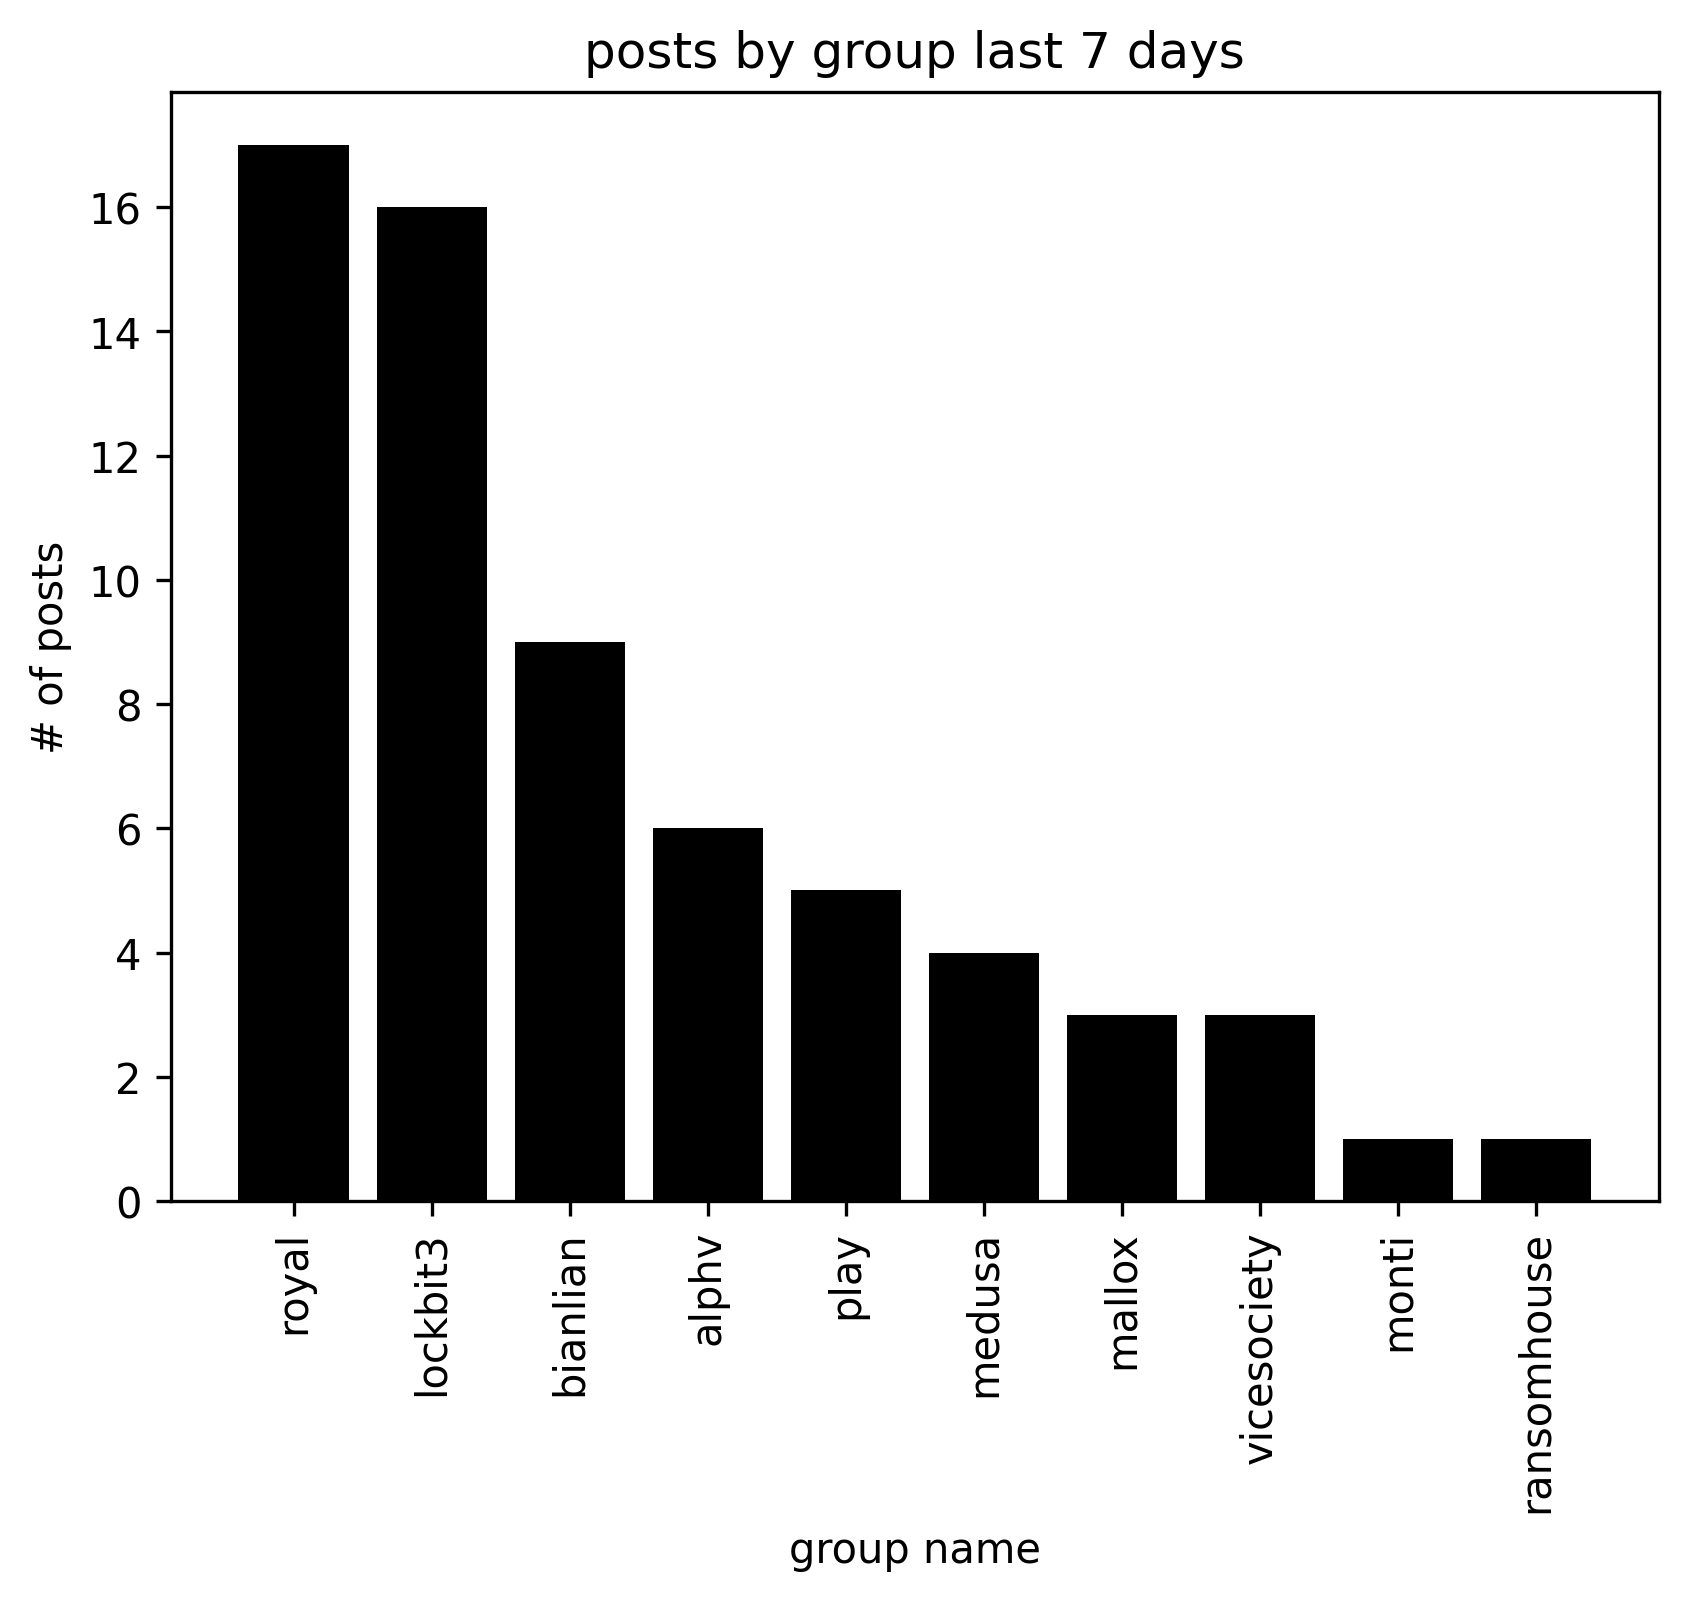 posts by group last 7 days
# of posts
16
14
12
10
8
6
4
2
0
royal
lockbit3
bianlian
alphv
play
medusa
mallox
vicesociety
monti
ransomhouse
group name